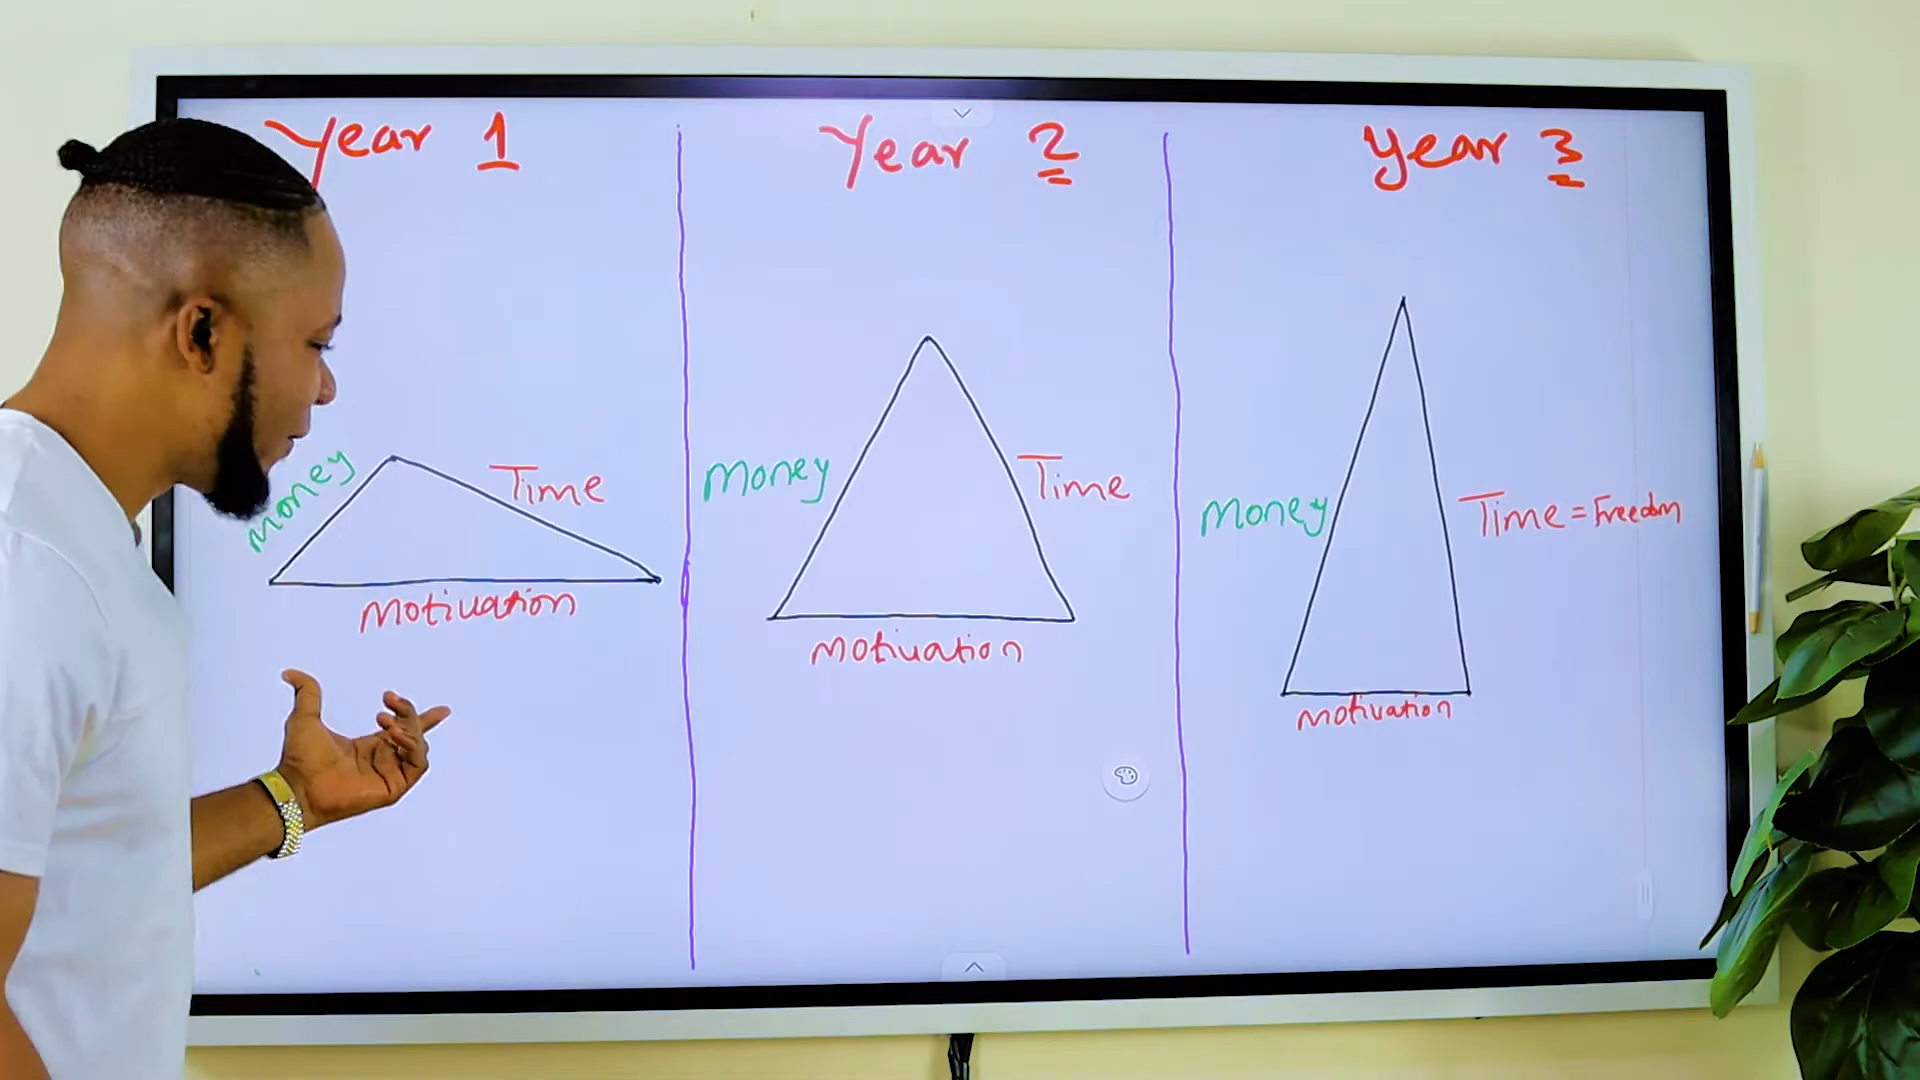 Year 1
Money
Time
Motivation
Year 2
Money
Time
Motivation
Year 3
Money
Time = Freedom
Motivation